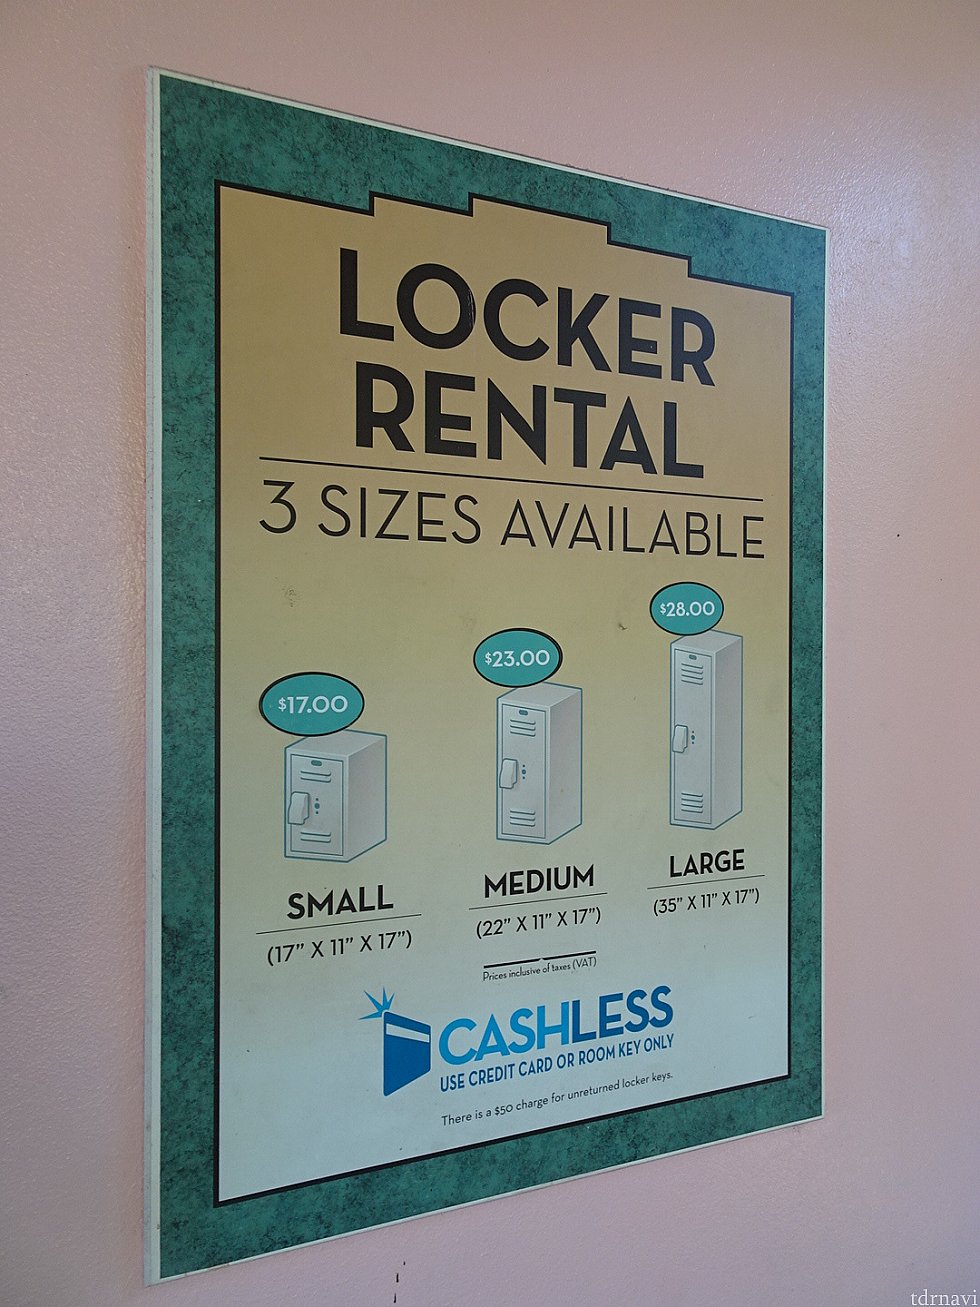 LOCKER
RENTAL
3 SIZES AVAILABLE
$17.00
$23.00
$28.00
SMALL
(17” X 11” X 17”)
MEDIUM
(22” X 11” X 17”)
LARGE
(35” X 11” X 17”)
Prices inclusive of taxes (VAT)
CASHLESS
USE CREDIT CARD OR ROOM KEY ONLY
There is a $50 charge for unreturned locker keys.
tdrnavi